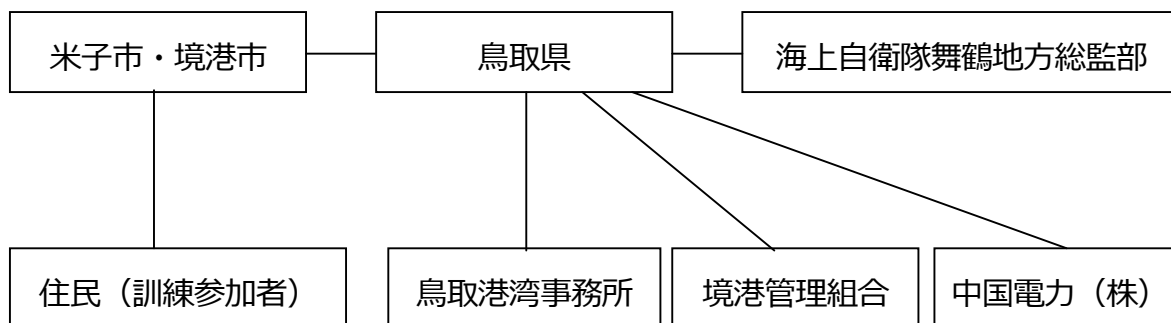 米子市・境港市
鳥取県
海上自衛隊舞鶴地方総監部
住民（訓練参加者）
鳥取港湾事務所
境港管理組合
中国電力（株）